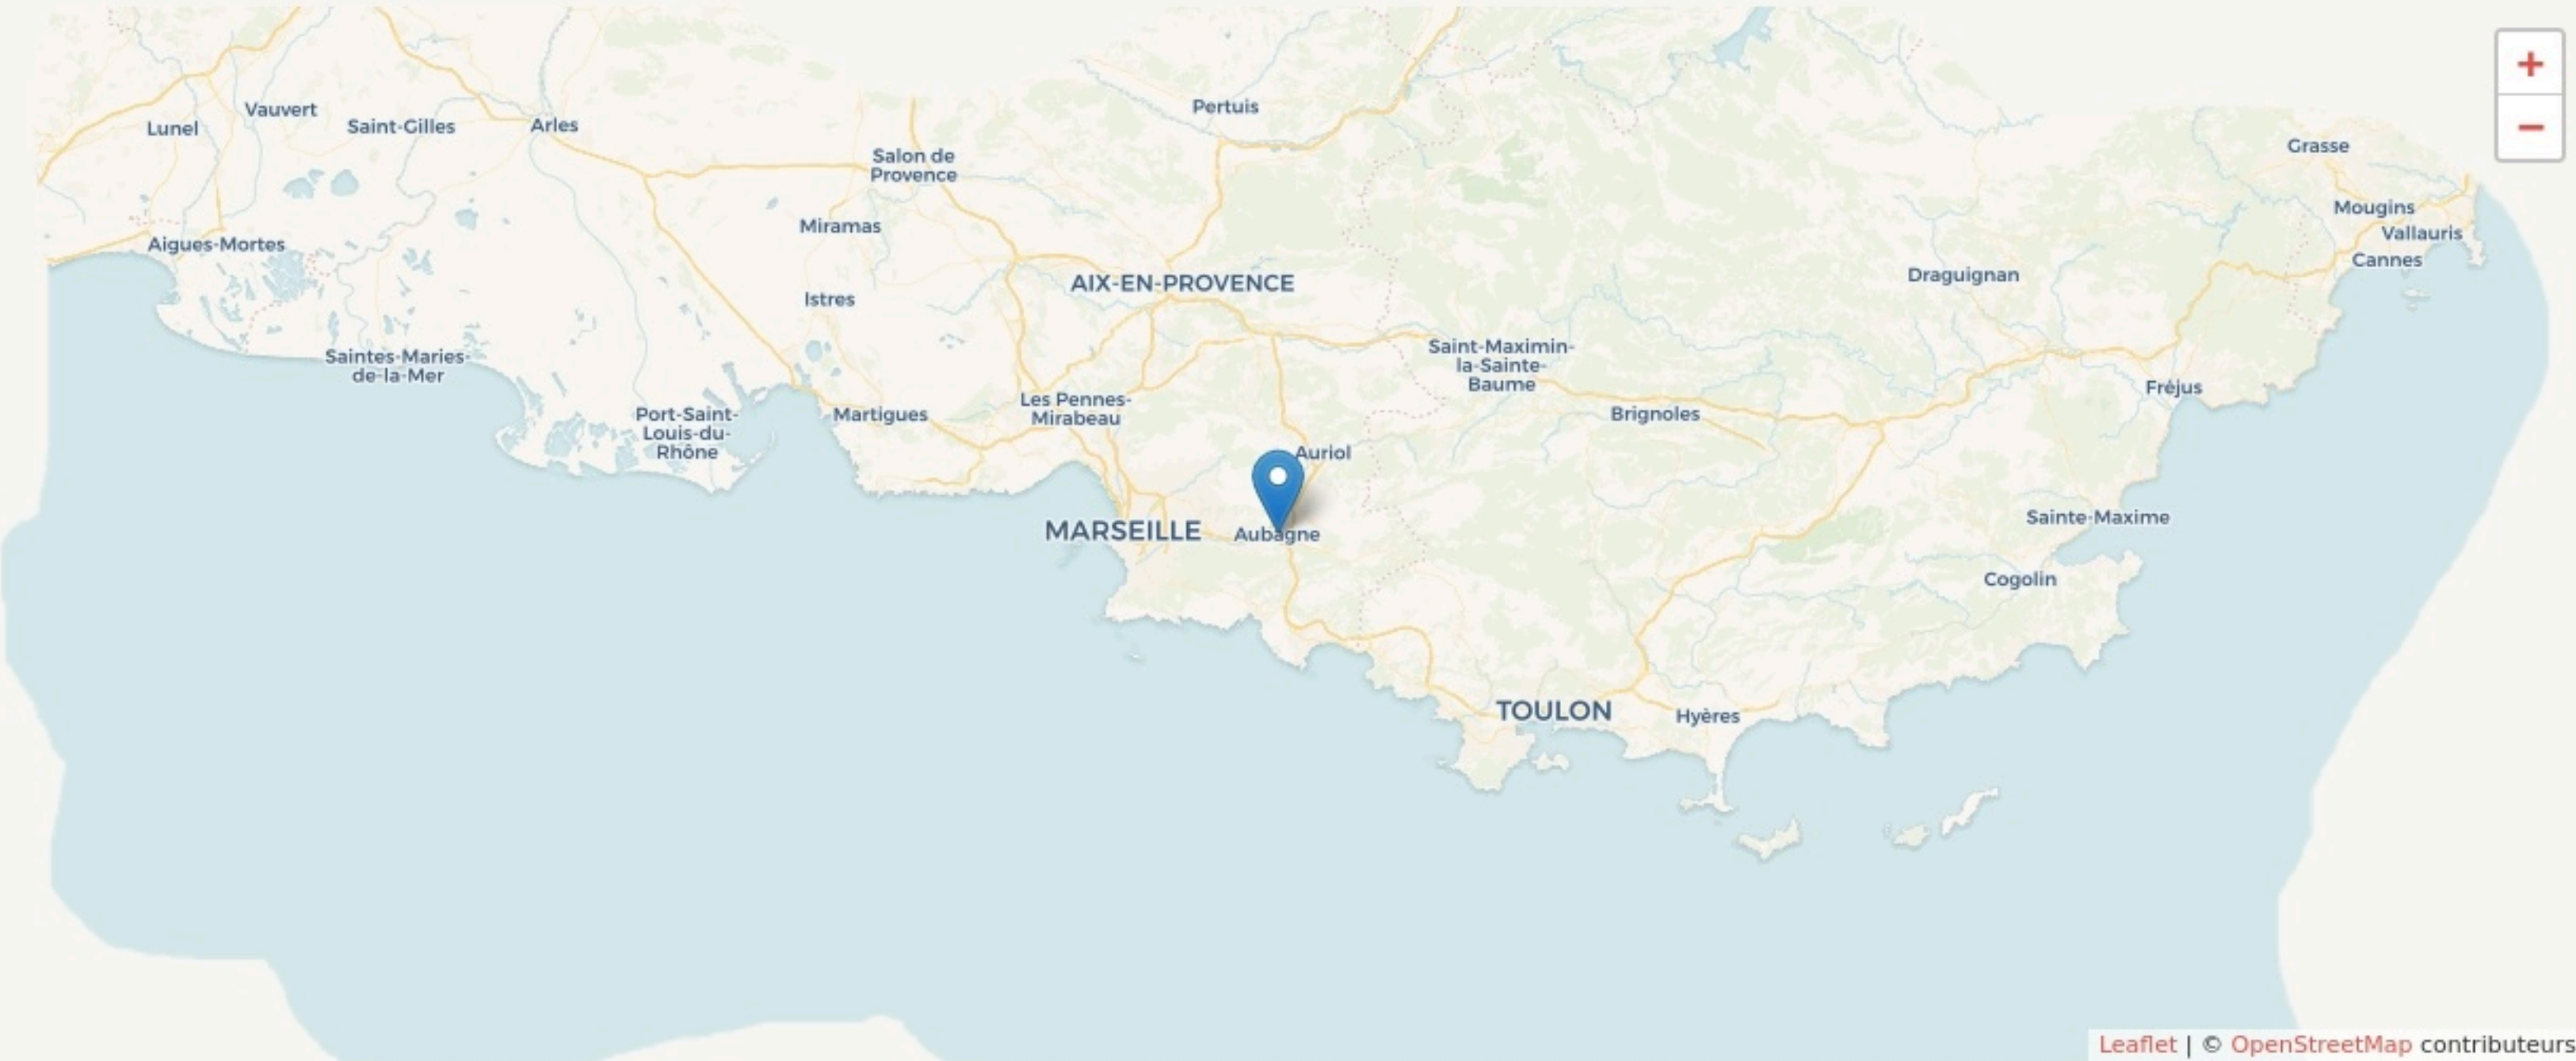 +
−
Pertuis
Vauvert
Lunel
Saint-Gilles
Arles
Grasse
Salon de
Provence
Mougins
Miramas
Vallauris
Aigues-Mortes
Cannes
Draguignan
AIX-EN-PROVENCE
Istres
Saintes-Maries-
de-la-Mer
Saint-Maximin-
la-Sainte-
Baume
Fréjus
Les Pennes-
Mirabeau
Martigues
Brignoles
Port-Saint-
Louis-du-
Rhône
Auriol
Sainte-Maxime
MARSEILLE
Aubagne
Cogolin
TOULON
Hyères
Leaflet | © OpenStreetMap contributeurs